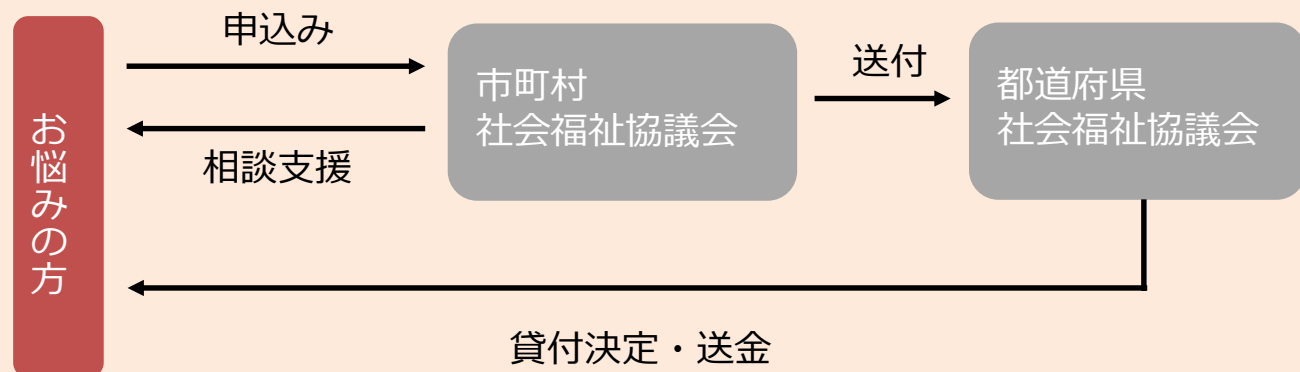 お悩みの方
申込み
相談支援
市町村
社会福祉協議会
送付
都道府県
社会福祉協議会
貸付決定・送金